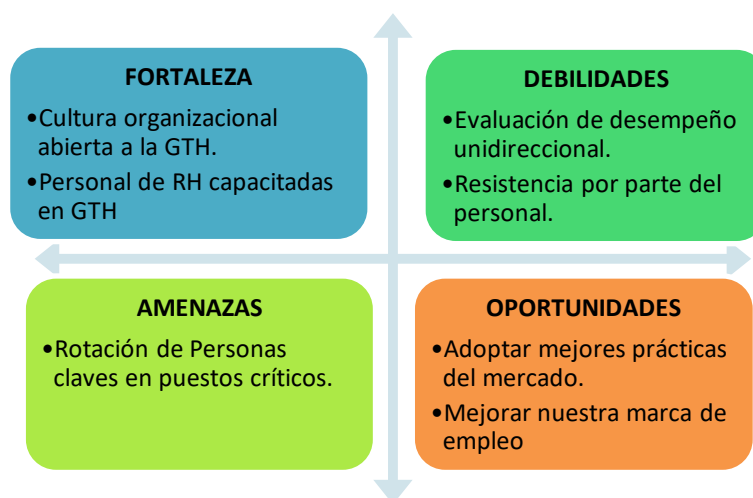 FORTALEZA
•Cultura organizacional
abierta a la GTH.
•Personal de RH capacitadas
en GTH
DEBILIDADES
•Evaluación de desempeño
unidireccional.
•Resistencia por parte del
personal.
AMENAZAS
•Rotación de Personas
claves en puestos críticos.
OPORTUNIDADES
•Adoptar mejores prácticas
del mercado.
•Mejorar nuestra marca de
empleo